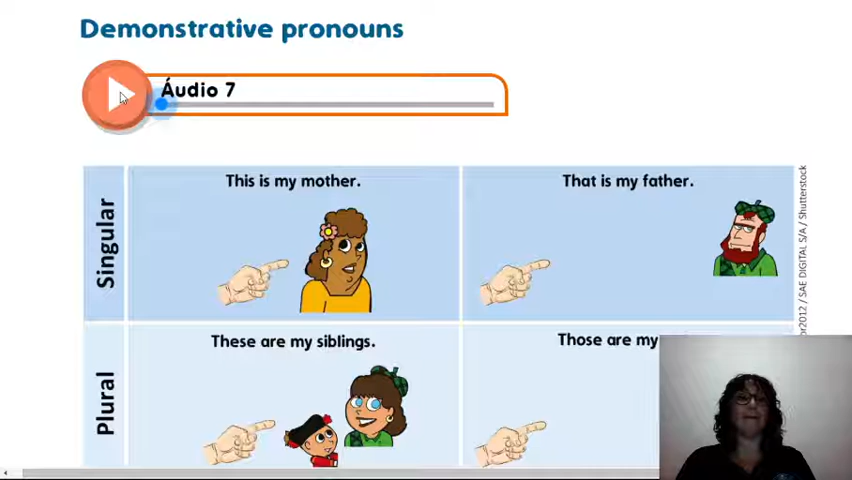 Demonstrative pronouns
Áudio 7
Singular
This is my mother.
That is my father.
Plural
These are my siblings.
Those are my
2012 / SAE DIGITAL S/A / Shutterstock